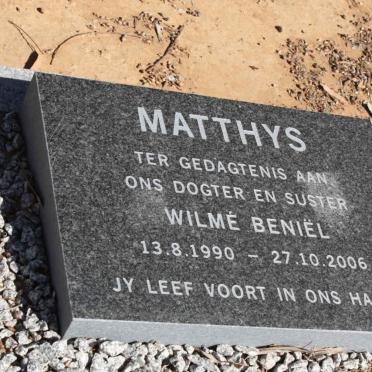 MATTHYS
TER GEDAGTENIS AAN
ONS DOGTER EN SUSTER
WILMÉ BENIËL
13.8.1990 – 27.10.2006
JY LEEF VOORT IN ONS